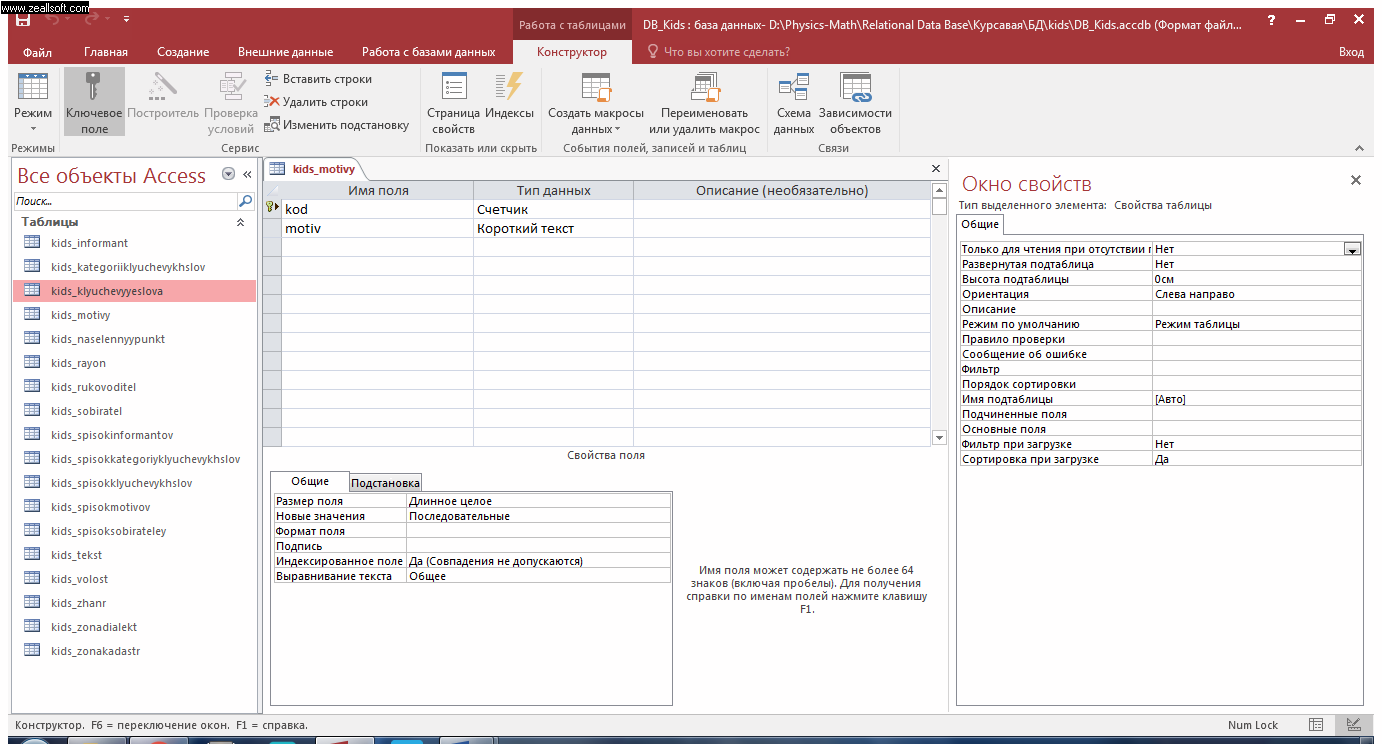 www.zeallsoft.com
Работа с таблицами
DB_Kids : база данных- D:\Physics-Math\Relational Data Base\Курсавая\БД\kids\DB_Kids.accdb (Формат файл...
?
Файл
Главная
Создание
Внешние данные
Работа с базами данных
Конструктор
Что вы хотите сделать?
Вход
Режим
Ключевое поле
Построитель
Проверка условий
Вставить строки
Удалить строки
Изменить подстановку
Страница свойств
Индексы
Создать макросы данных
Переименовать или удалить макрос
Схема данных
Зависимости объектов
Режимы
Сервис
Показать или скрыть
События полей, записей и таблиц
Связи
Все объекты Access
Поиск...
Таблицы
kids_informant
kids_kategoriiklyuchevykhslov
kids_klyuchevyyeslova
kids_motivy
kids_naselennyypunkt
kids_rayon
kids_rukovoditel
kids_sobiratel
kids_spisokinformantov
kids_spisokkategoriyklyuchevykhslov
kids_spisokklyuchevykhslov
kids_spisokmotivov
kids_spisoksobirateley
kids_tekst
kids_volost
kids_zhanr
kids_zonadialekt
kids_zonakadastr
kids_motivy
Имя поля Тип данных Описание (необязательно)
kod Счетчик
motiv Короткий текст
Свойства поля
Общие Подстановка
Размер поля Длинное целое
Новые значения Последовательные
Формат поля
Подпись
Индексированное поле Да (Совпадения не допускаются)
Выравнивание текста Общее
Имя поля может содержать не более 64
знаков (включая пробелы). Для получения
справки по именам полей нажмите клавишу
F1.
Окно свойств
Тип выделенного элемента: Свойства таблицы
Общие
Только для чтения при отсутствии Нет
Развернутая подтаблица Нет
Высота подтаблицы 0см
Ориентация Слева направо
Описание
Режим по умолчанию Режим таблицы
Правило проверки
Сообщение об ошибке
Фильтр
Порядок сортировки
Имя подтаблицы [Авто]
Подчиненные поля
Основные поля
Фильтр при загрузке Нет
Сортировка при загрузке Да
Конструктор. F6 = переключение окон. F1 = справка.
Num Lock